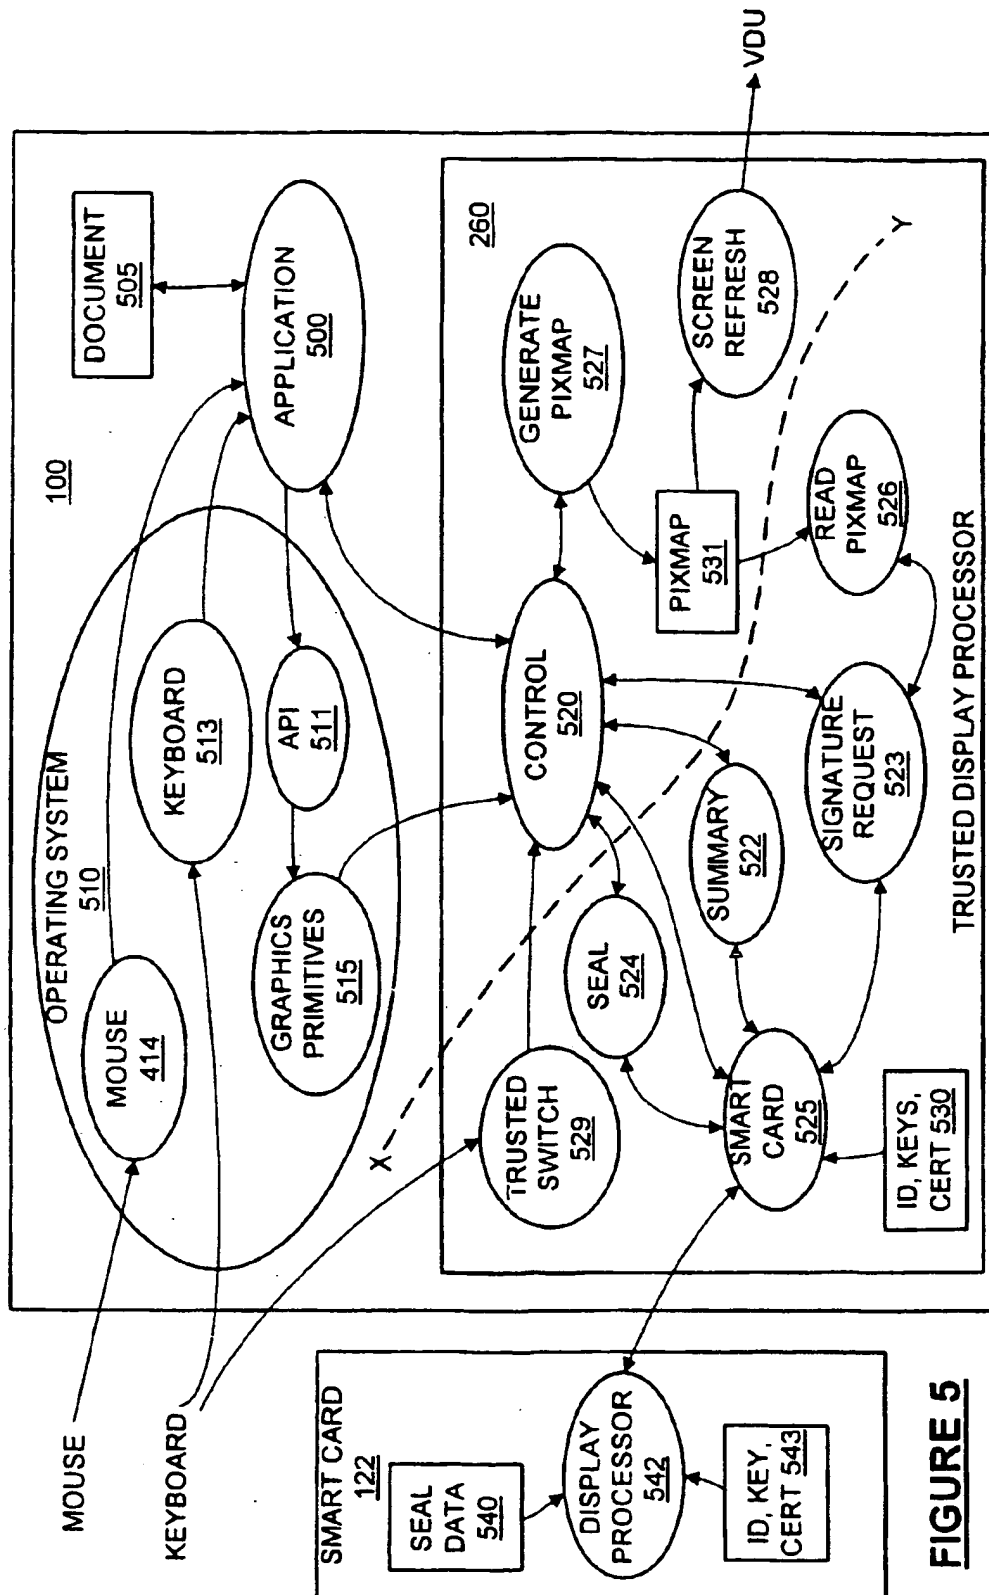 MOUSE
KEYBOARD
100
OPERATING SYSTEM
510
MOUSE
414
KEYBOARD
513
API
511
GRAPHICS
PRIMITIVES
515
DOCUMENT
505
APPLICATION
500
X
260
TRUSTED
SWITCH
529
CONTROL
520
GENERATE
PIXMAP
527
PIXMAP
531
SCREEN
REFRESH
528
VDU
Y
SEAL
524
SUMMARY
522
READ
PIXMAP
526
SMART
CARD
525
SIGNATURE
REQUEST
523
ID, KEYS,
CERT 530
TRUSTED DISPLAY PROCESSOR
SMART CARD
122
SEAL
DATA
540
DISPLAY
PROCESSOR
542
ID, KEY,
CERT 543
FIGURE 5